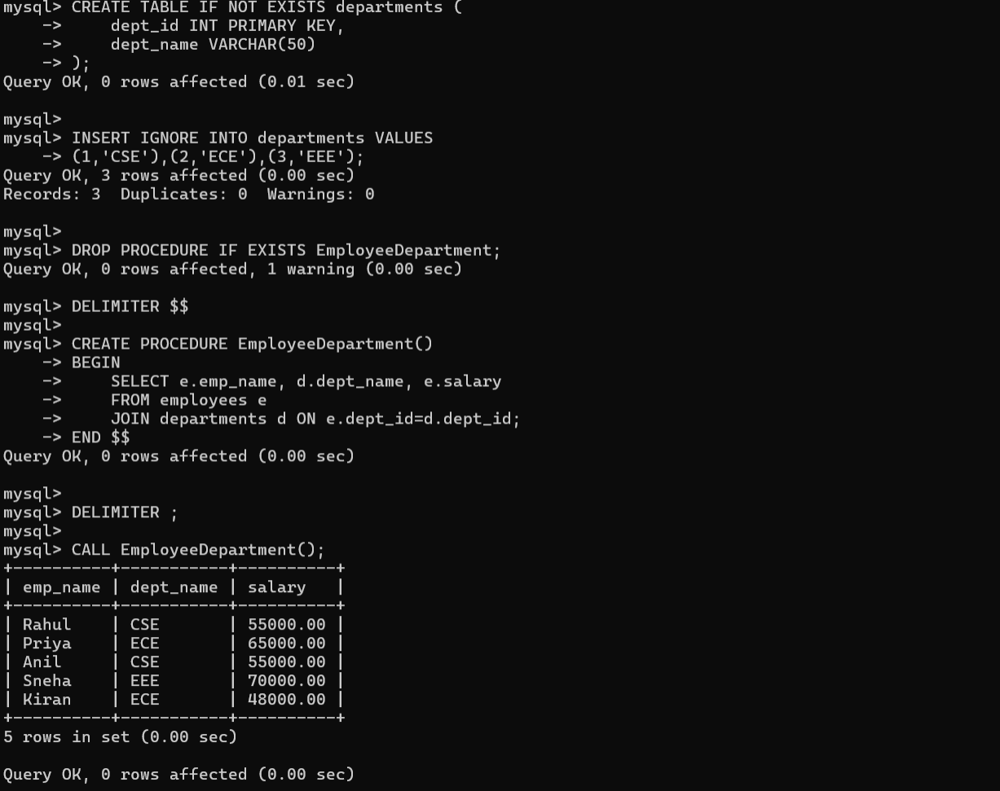 mysql> CREATE TABLE IF NOT EXISTS departments (
    ->     dept_id INT PRIMARY KEY,
    ->     dept_name VARCHAR(50)
    -> );
Query OK, 0 rows affected (0.01 sec)

mysql>
mysql> INSERT IGNORE INTO departments VALUES
    -> (1,'CSE'),(2,'ECE'),(3,'EEE');
Query OK, 3 rows affected (0.00 sec)
Records: 3  Duplicates: 0  Warnings: 0

mysql>
mysql> DROP PROCEDURE IF EXISTS EmployeeDepartment;
Query OK, 0 rows affected, 1 warning (0.00 sec)

mysql> DELIMITER $$
mysql>
mysql> CREATE PROCEDURE EmployeeDepartment()
    -> BEGIN
    ->     SELECT e.emp_name, d.dept_name, e.salary
    ->     FROM employees e
    ->     JOIN departments d ON e.dept_id=d.dept_id;
    -> END $$
Query OK, 0 rows affected (0.00 sec)

mysql>
mysql> DELIMITER ;
mysql>
mysql> CALL EmployeeDepartment();
+----------+-----------+----------+
| emp_name | dept_name | salary   |
+----------+-----------+----------+
| Rahul    | CSE       | 55000.00 |
| Priya    | ECE       | 65000.00 |
| Anil     | CSE       | 55000.00 |
| Sneha    | EEE       | 70000.00 |
| Kiran    | ECE       | 48000.00 |
+----------+-----------+----------+
5 rows in set (0.00 sec)

Query OK, 0 rows affected (0.00 sec)